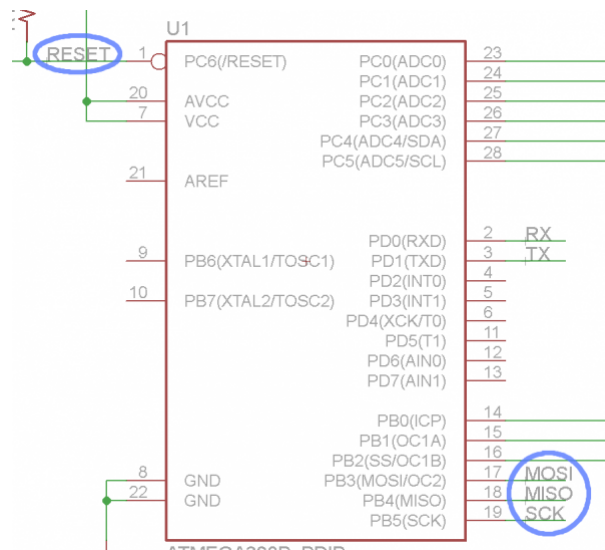 U1
RESET
1 PC6(/RESET)
PC0(ADC0) 23
PC1(ADC1) 24
20 AVCC
PC2(ADC2) 25
7 VCC
PC3(ADC3) 26
PC4(ADC4/SDA) 27
PC5(ADC5/SCL) 28
21 AREF
PD0(RXD) 2 RX
9 PB6(XTAL1/TOSC1)
PD1(TXD) 3 TX
PD2(INT0) 4
10 PB7(XTAL2/TOSC2)
PD3(INT1) 5
PD4(XCK/T0) 6
PD5(T1) 11
PD6(AIN0) 12
PD7(AIN1) 13
PB0(ICP) 14
PB1(OC1A) 15
PB2(SS/OC1B) 16
8 GND
PB3(MOSI/OC2) 17 MOSI
22 GND
PB4(MISO) 18 MISO
PB5(SCK) 19 SCK